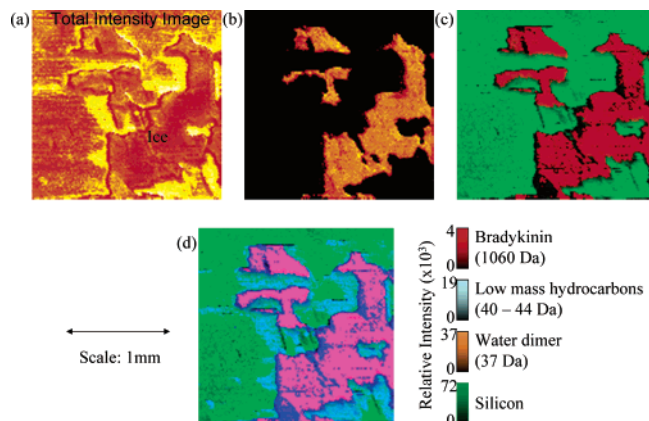 (a) Total Intensity Image
(b)
(c)
Ice
(d)
Scale: 1mm
Relative Intensity (x10³)
4
0
Bradykinin
(1060 Da)
19
0
Low mass hydrocarbons
(40 – 44 Da)
37
0
Water dimer
(37 Da)
72
0
Silicon